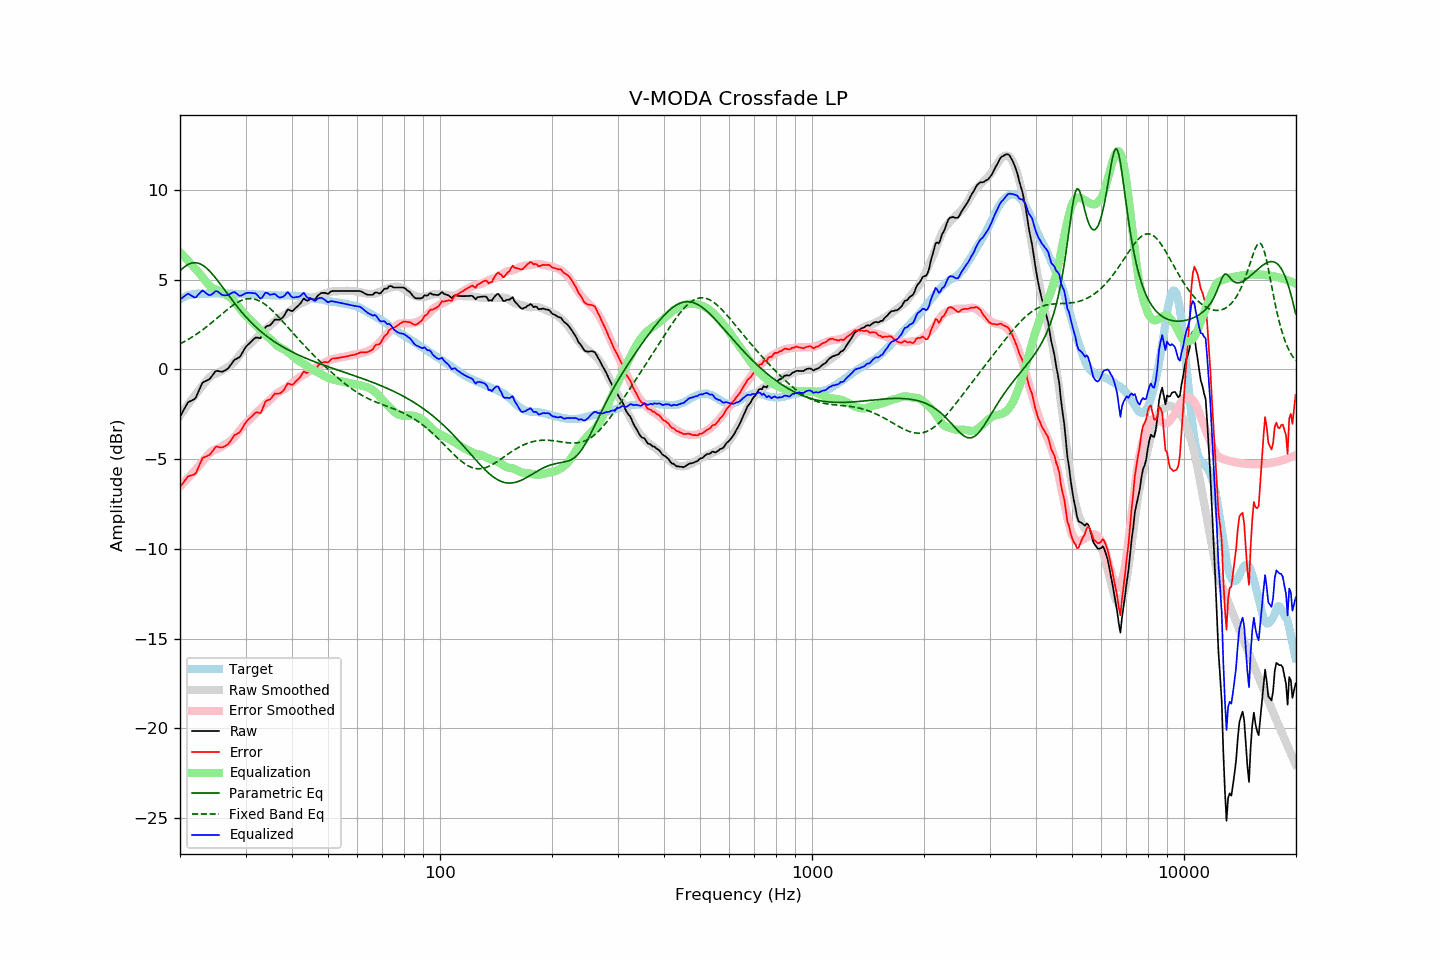 V-MODA Crossfade LP
10
5
0
−5
−10
−15
−20
−25
Amplitude (dBr)
Target
Raw Smoothed
Error Smoothed
Raw
Error
Equalization
Parametric Eq
Fixed Band Eq
Equalized
100 1000 10000
Frequency (Hz)